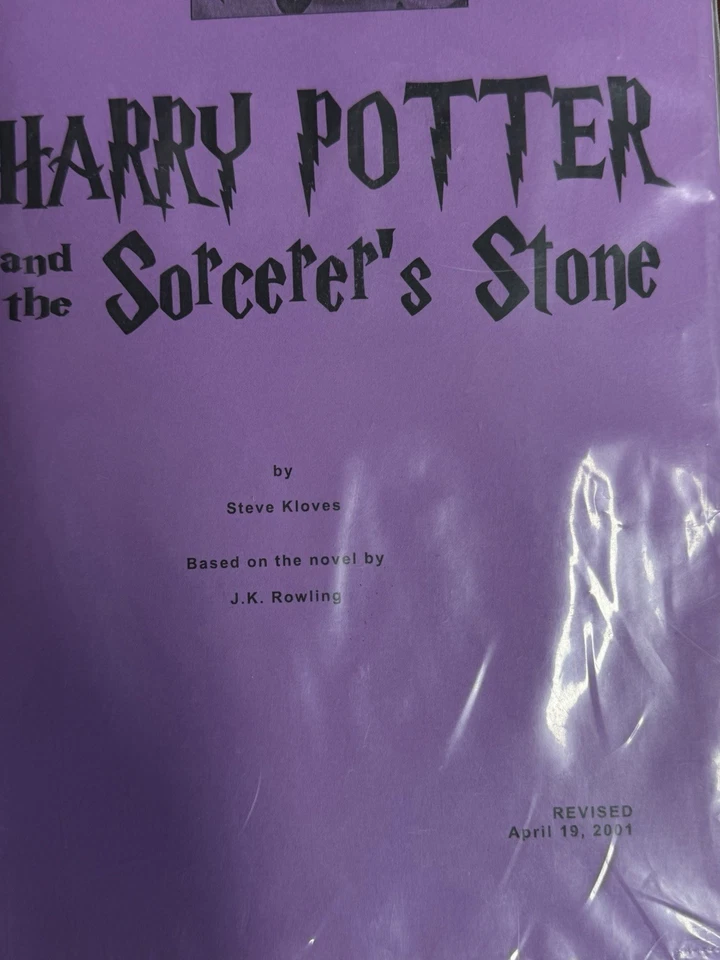 HARRY POTTER
and the Sorcerer's Stone
by
Steve Kloves
Based on the novel by
J.K. Rowling
REVISED
April 19, 2001